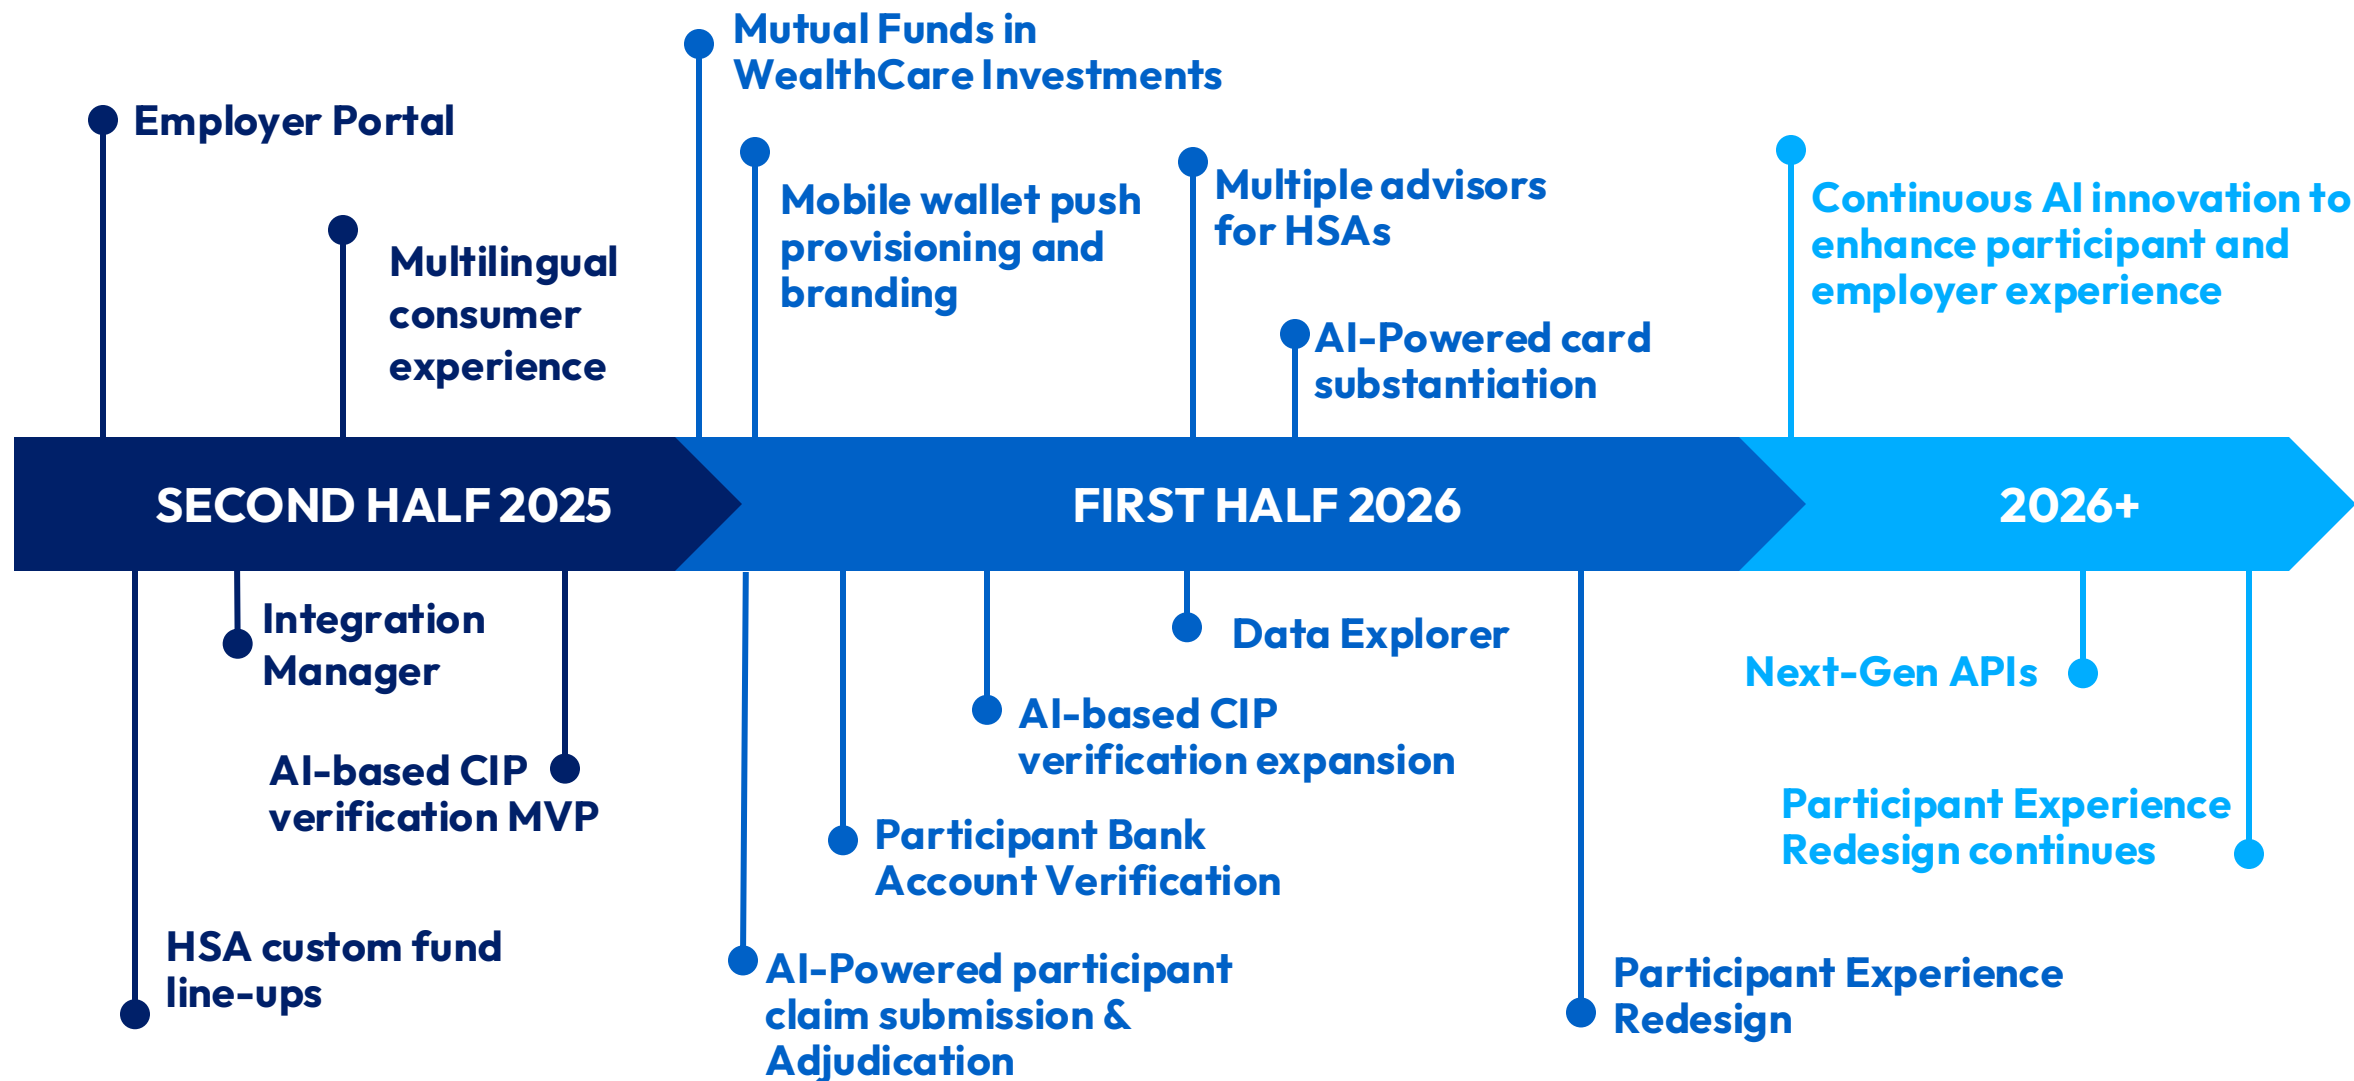 Mutual Funds in
WealthCare Investments
Employer Portal
Multilingual
consumer
experience
Mobile wallet push
provisioning and
branding
Multiple advisors
for HSAs
AI-Powered card
substantiation
Continuous AI innovation to
enhance participant and
employer experience
SECOND HALF 2025
FIRST HALF 2026
2026+
Integration
Manager
AI-based CIP
verification MVP
HSA custom fund
line-ups
Data Explorer
AI-based CIP
verification expansion
Participant Bank
Account Verification
AI-Powered participant
claim submission &
Adjudication
Participant Experience
Redesign
Next-Gen APIs
Participant Experience
Redesign continues